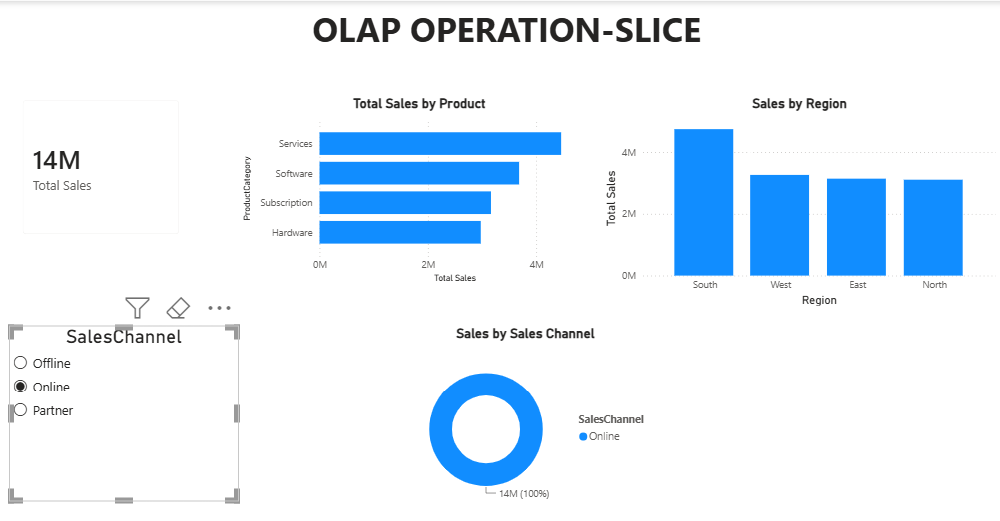 OLAP OPERATION-SLICE
14M
Total Sales
Total Sales by Product
ProductCategory
Services
Software
Subscription
Hardware
0M
2M
4M
Total Sales
Sales by Region
Total Sales
4M
2M
0M
South
West
East
North
Region
SalesChannel
Offline
Online
Partner
Sales by Sales Channel
14M (100%)
SalesChannel
Online